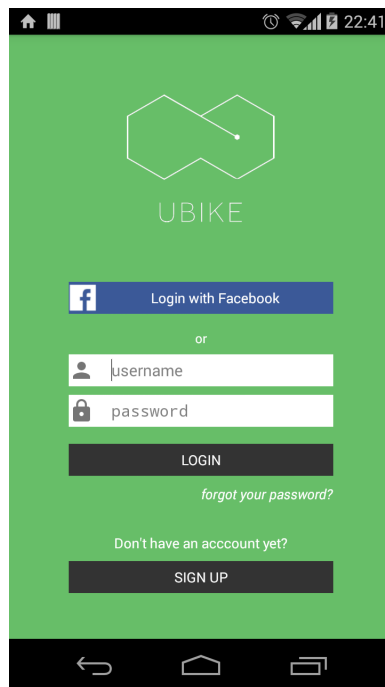 22:41
UBIKE
Login with Facebook
or
username
password
LOGIN
forgot your password?
Don't have an acccount yet?
SIGN UP